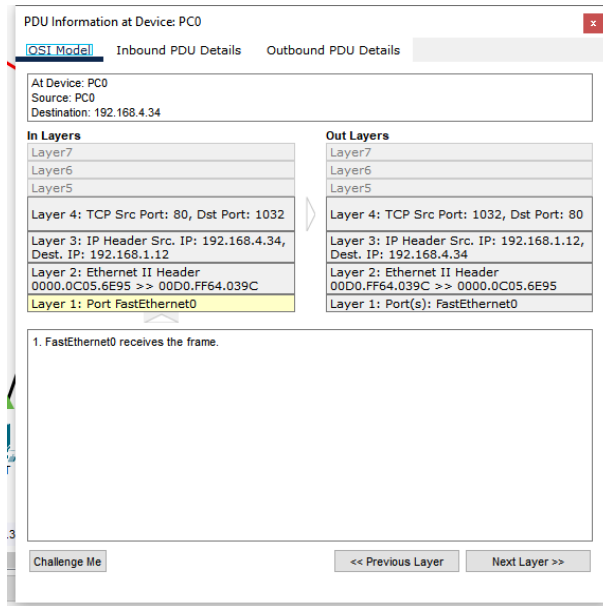 PDU Information at Device: PC0
x
OSI Model Inbound PDU Details Outbound PDU Details
At Device: PC0
Source: PC0
Destination: 192.168.4.34
In Layers
Layer7
Layer6
Layer5
Layer 4: TCP Src Port: 80, Dst Port: 1032
Layer 3: IP Header Src. IP: 192.168.4.34,
Dest. IP: 192.168.1.12
Layer 2: Ethernet II Header
0000.0C05.6E95 >> 00D0.FF64.039C
Layer 1: Port FastEthernet0
Out Layers
Layer7
Layer6
Layer5
Layer 4: TCP Src Port: 1032, Dst Port: 80
Layer 3: IP Header Src. IP: 192.168.1.12,
Dest. IP: 192.168.4.34
Layer 2: Ethernet II Header
00D0.FF64.039C >> 0000.0C05.6E95
Layer 1: Port(s): FastEthernet0
1. FastEthernet0 receives the frame.
T
.3
Challenge Me
<< Previous Layer
Next Layer >>